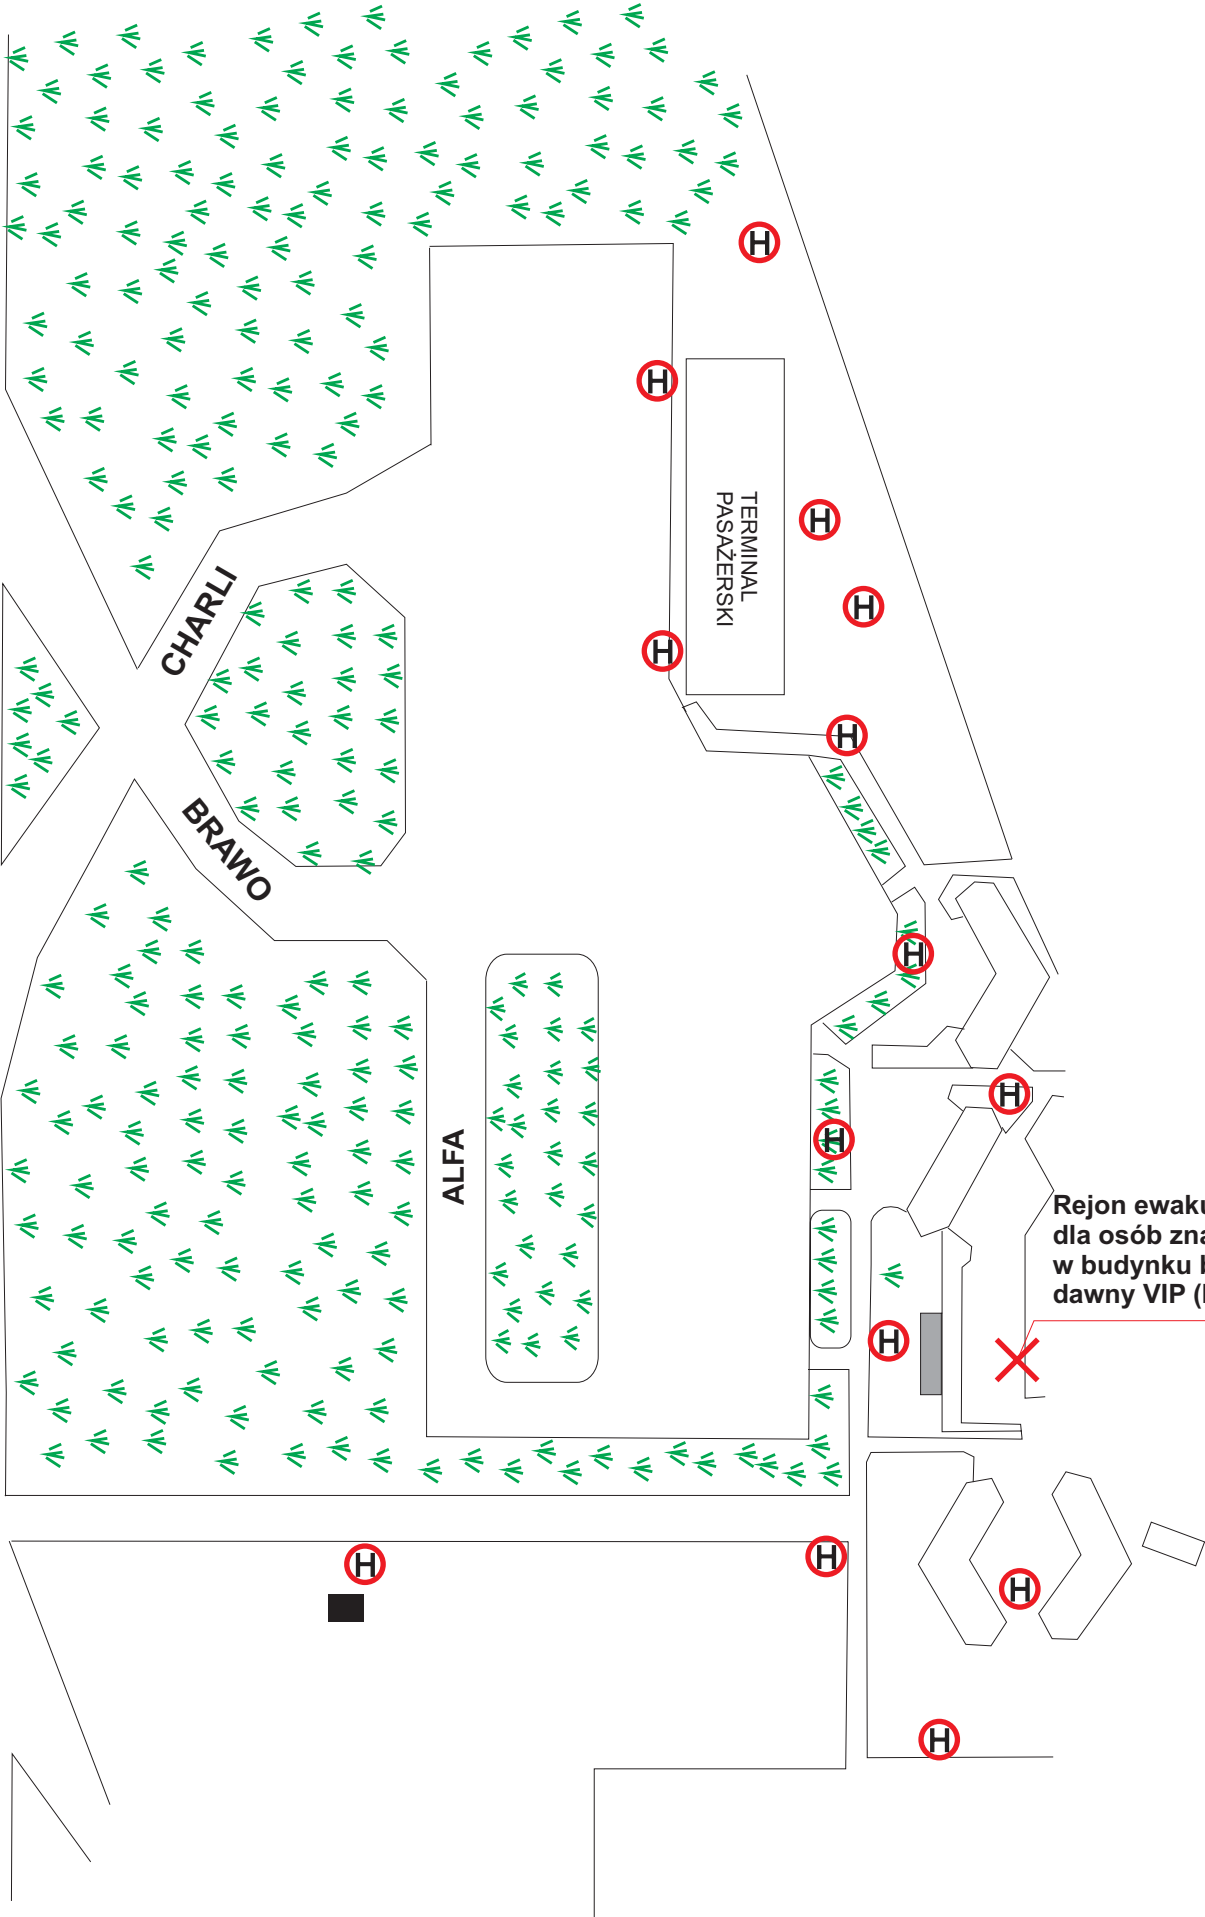 H
H
TERMINAL
PASAŻERSKI
H
CHARLI
H
H
H
BRAWO
H
H
ALFA
H
Rejon ewaku
dla osób zna
w budynku b
dawny VIP (
H
H
H
H
H